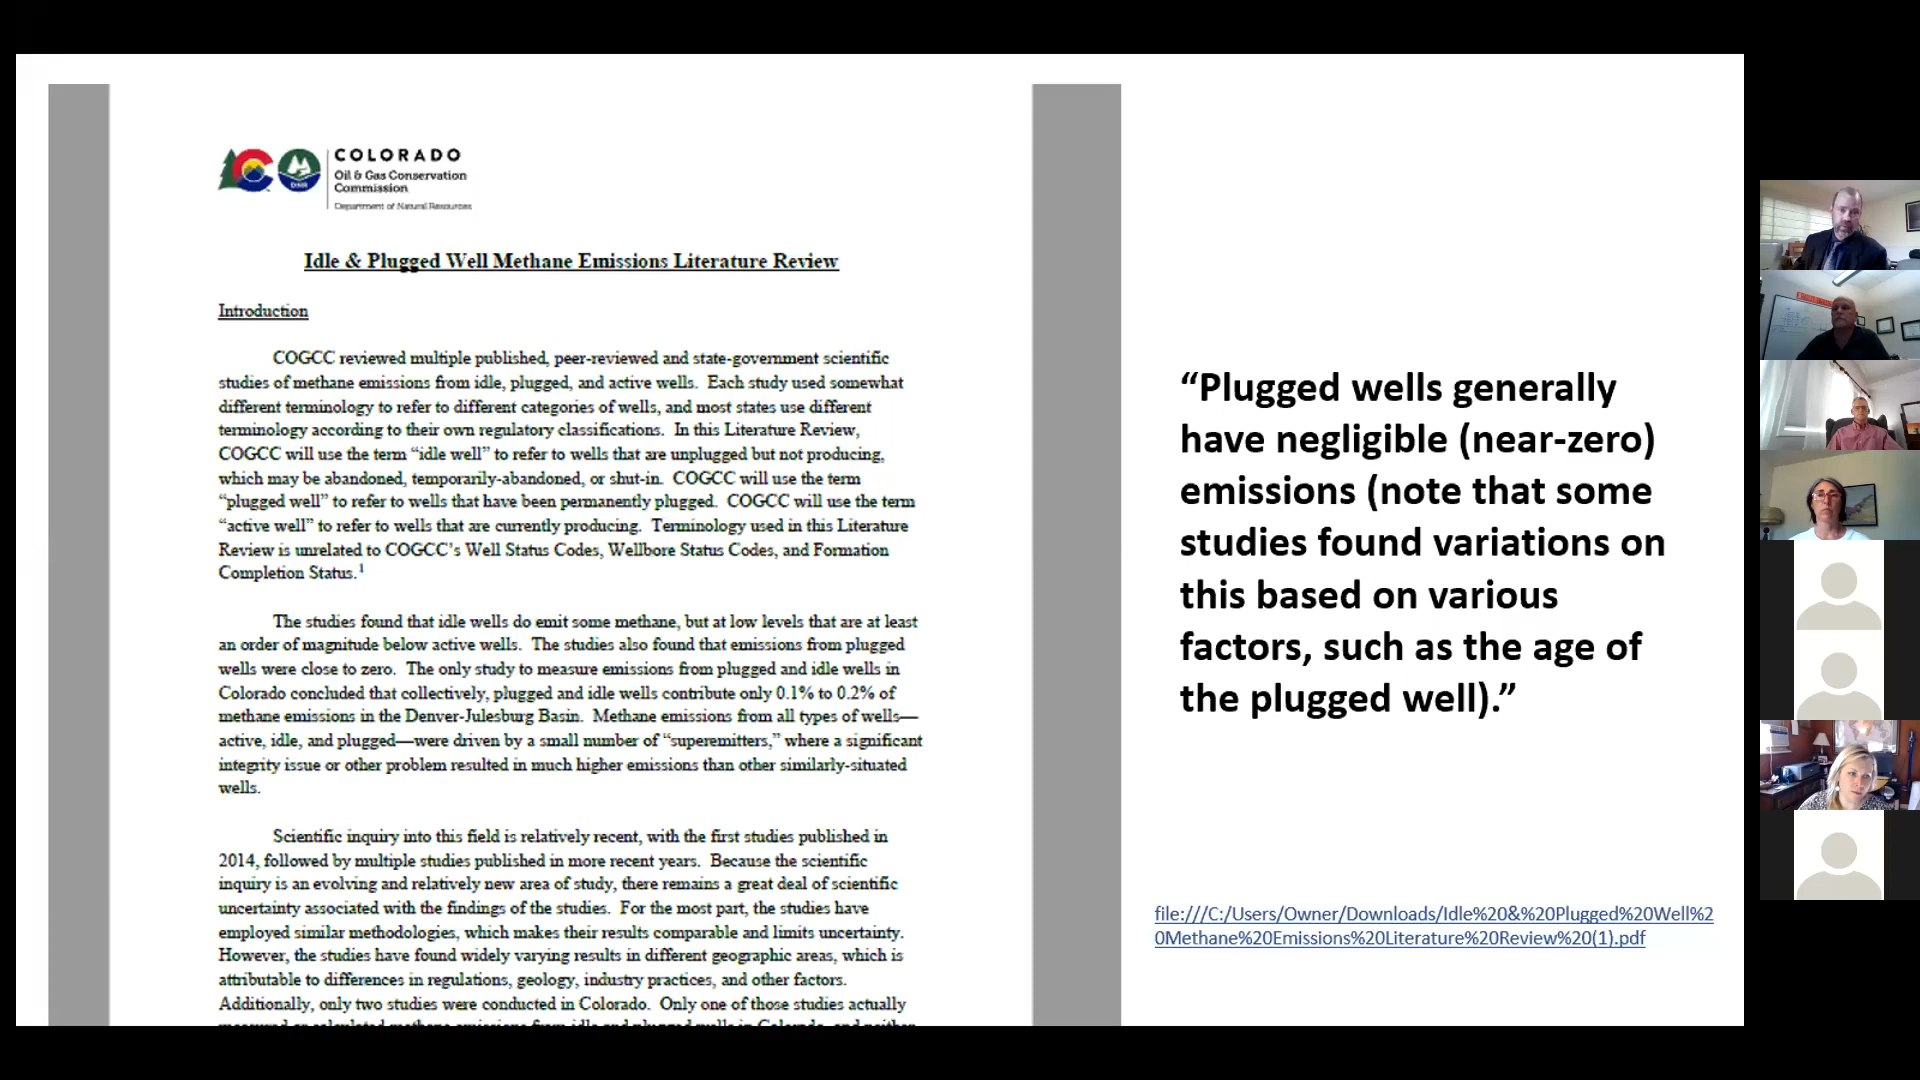 COLORADO
Oil & Gas Conservation
Commission
Department of Natural Resources
Idle & Plugged Well Methane Emissions Literature Review
Introduction
COGCC reviewed multiple published, peer-reviewed and state-government scientific
studies of methane emissions from idle, plugged, and active wells. Each study used somewhat
different terminology to refer to different categories of wells, and most states use different
terminology according to their own regulatory classifications. In this Literature Review,
COGCC will use the term “idle well” to refer to wells that are unplugged but not producing,
which may be abandoned, temporarily-abandoned, or shut-in. COGCC will use the term
“plugged well” to refer to wells that have been permanently plugged. COGCC will use the term
“active well” to refer to wells that are currently producing. Terminology used in this Literature
Review is unrelated to COGCC’s Well Status Codes, Wellbore Status Codes, and Formation
Completion Status.1
The studies found that idle wells do emit some methane, but at low levels that are at least
an order of magnitude below active wells. The studies also found that emissions from plugged
wells were close to zero. The only study to measure emissions from plugged and idle wells in
Colorado concluded that collectively, plugged and idle wells contribute only 0.1% to 0.2% of
methane emissions in the Denver-Julesburg Basin. Methane emissions from all types of wells—
active, idle, and plugged—were driven by a small number of “superemitters,” where a significant
integrity issue or other problem resulted in much higher emissions than other similarly-situated
wells.
Scientific inquiry into this field is relatively recent, with the first studies published in
2014, followed by multiple studies published in more recent years. Because the scientific
inquiry is an evolving and relatively new area of study, there remains a great deal of scientific
uncertainty associated with the findings of the studies. For the most part, the studies have
employed similar methodologies, which makes their results comparable and limits uncertainty.
However, the studies have found widely varying results in different geographic areas, which is
attributable to differences in regulations, geology, industry practices, and other factors.
Additionally, only two studies were conducted in Colorado. Only one of those studies actually
“Plugged wells generally
have negligible (near-zero)
emissions (note that some
studies found variations on
this based on various
factors, such as the age of
the plugged well).”
file:///C:/Users/Owner/Downloads/Idle%20&%20Plugged%20Well%2
0Methane%20Emissions%20Literature%20Review%20(1).pdf